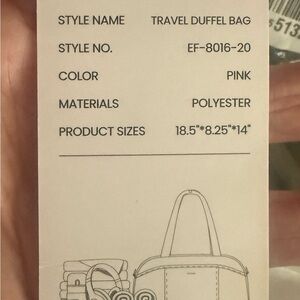 STYLE NAME TRAVEL DUFFEL BAG
STYLE NO. EF-8016-20
COLOR PINK
MATERIALS POLYESTER
PRODUCT SIZES 18.5"*8.25"*14"